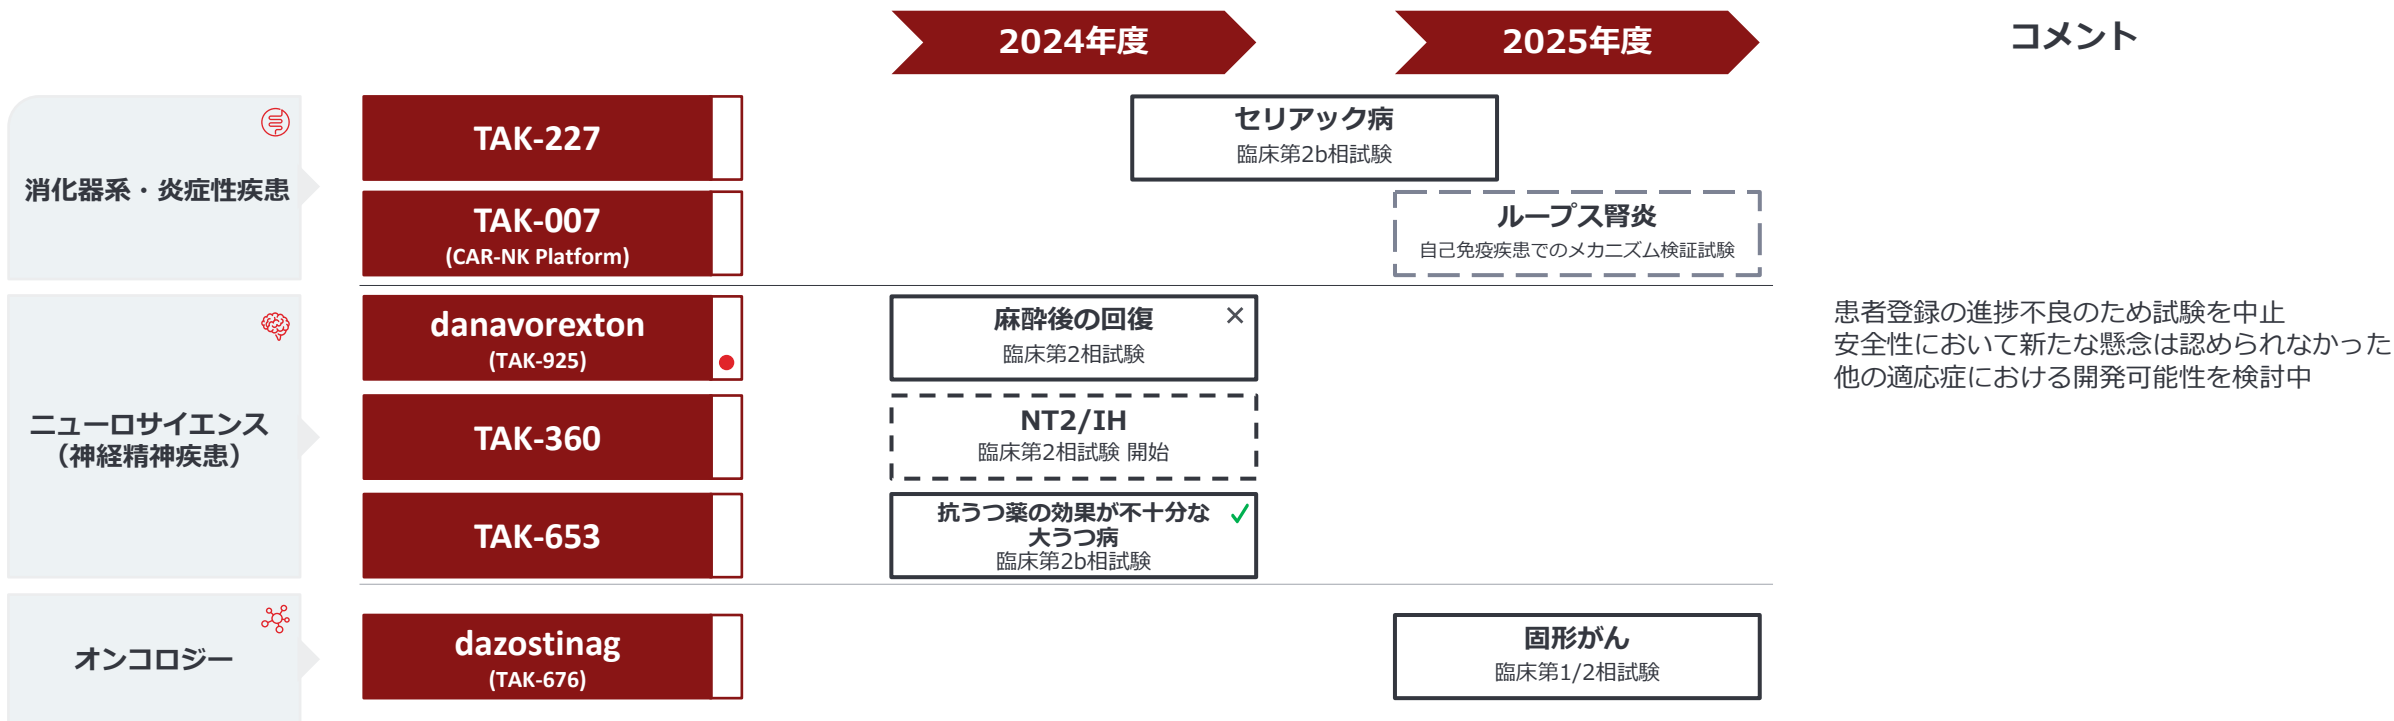 2024年度
2025年度
コメント
消化器系・炎症性疾患
TAK-227
セリアック病
臨床第2b相試験
TAK-007
(CAR-NK Platform)
ループス腎炎
自己免疫疾患でのメカニズム検証試験
ニューロサイエンス
（神経精神疾患）
danavorexton
(TAK-925)
麻酔後の回復
臨床第2相試験
患者登録の進捗不良のため試験を中止
安全性において新たな懸念は認められなかった
他の適応症における開発可能性を検討中
TAK-360
NT2/IH
臨床第2相試験 開始
TAK-653
抗うつ薬の効果が不十分な
大うつ病
臨床第2b相試験
オンコロジー
dazostinag
(TAK-676)
固形がん
臨床第1/2相試験